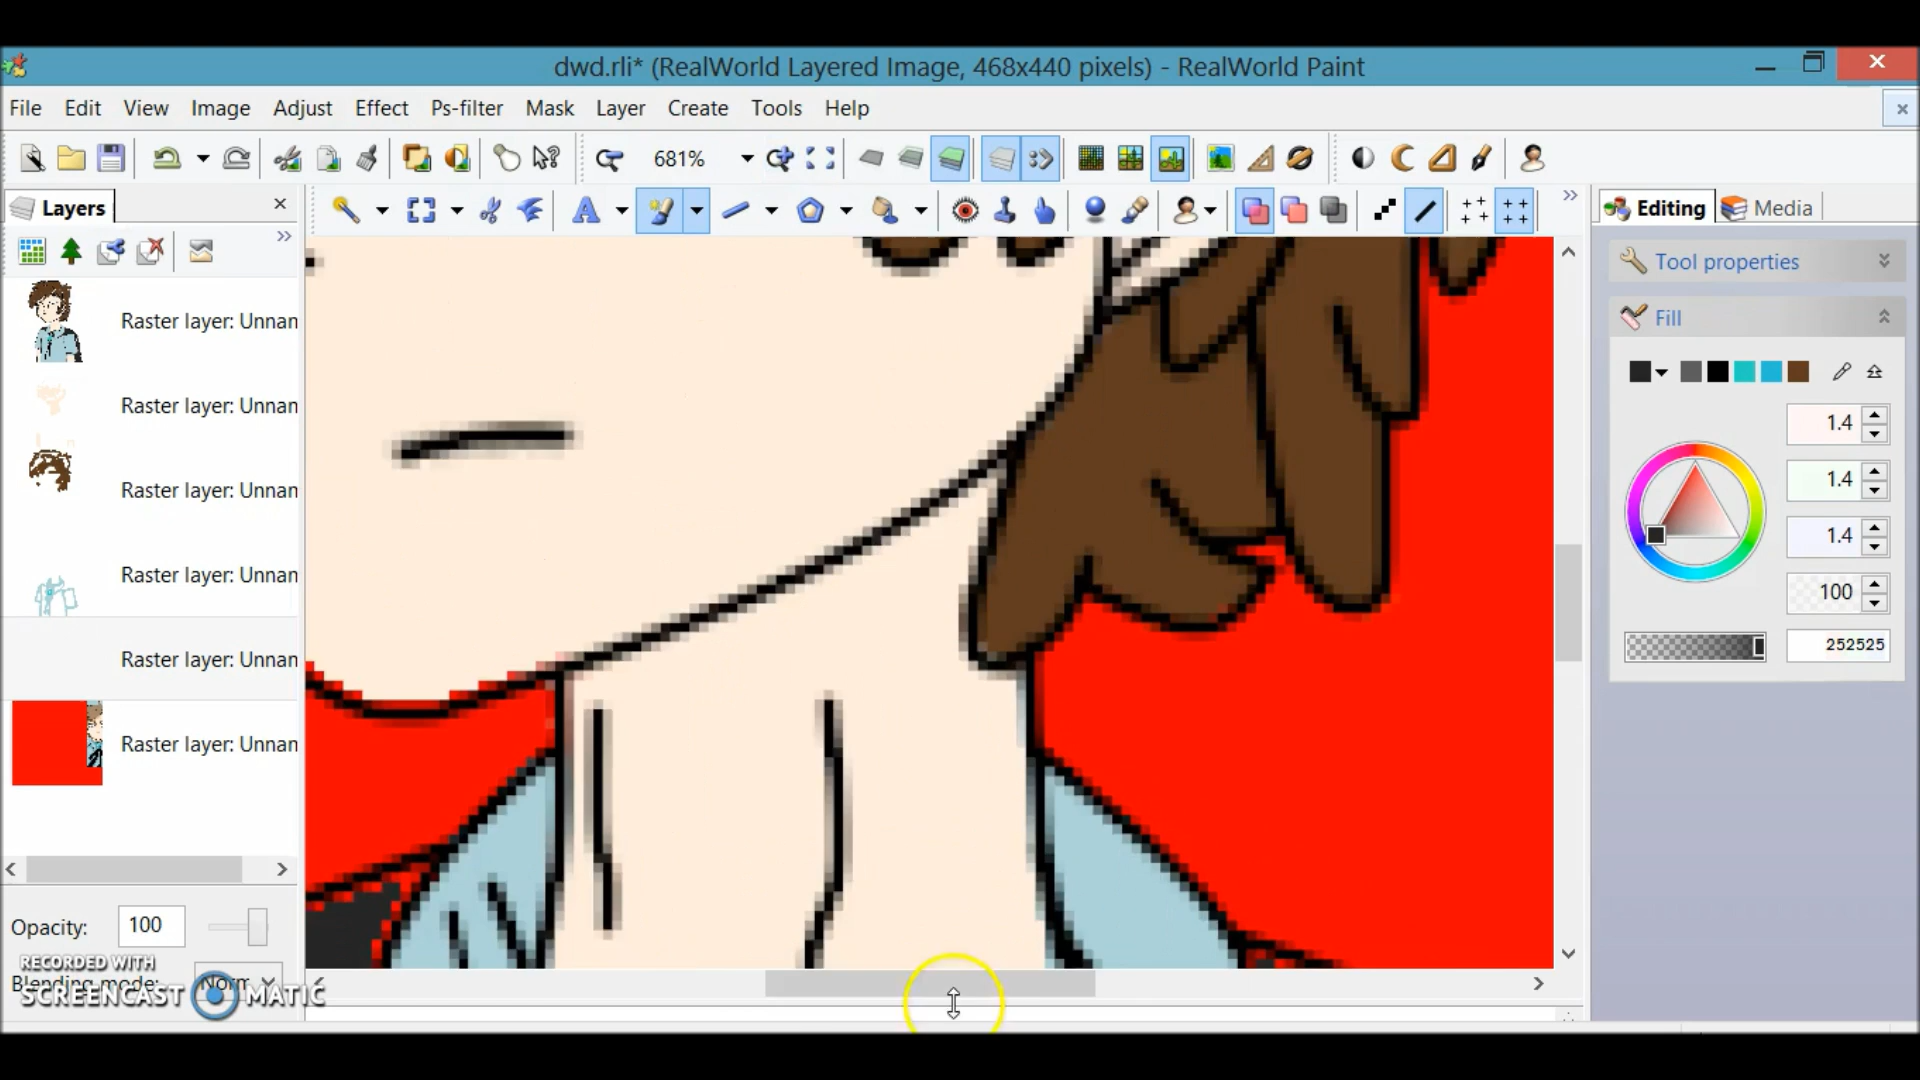 dwd.rli* (RealWorld Layered Image, 468x440 pixels) - RealWorld Paint
File Edit View Image Adjust Effect Ps-filter Mask Layer Create Tools Help
681%
Layers
Editing
Media
Tool properties
Fill
Raster layer: Unnan
Raster layer: Unnan
Raster layer: Unnan
Raster layer: Unnan
Raster layer: Unnan
Raster layer: Unnan
1.4
1.4
1.4
100
252525
Opacity: 100
Blending mode: Norm
RECORDED WITH
SCREENCAST MATIC